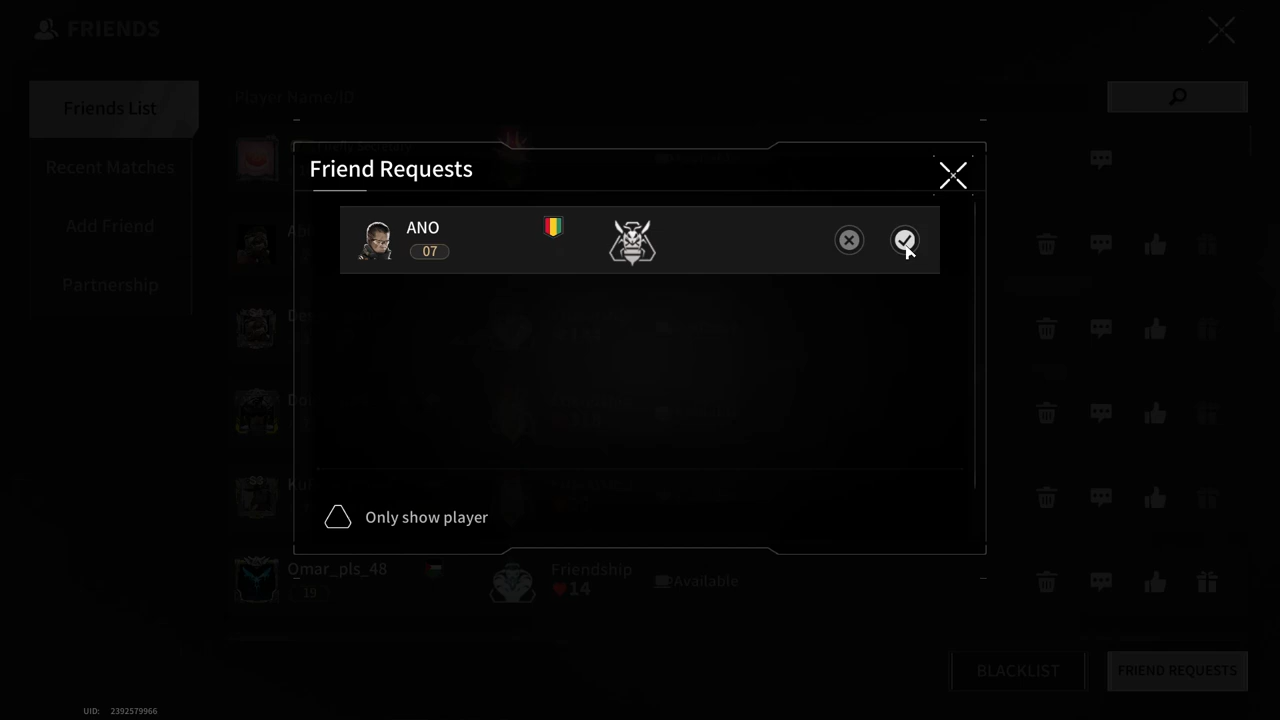 FRIENDS
Friends List
Player Name/ID
Recent Matches
Friend Requests
ANO
07
Add Friend
Partnership
Only show player
Omar_pls_48
19
Friendship
14
Available
BLACKLIST
FRIEND REQUESTS
UID: 2392579966